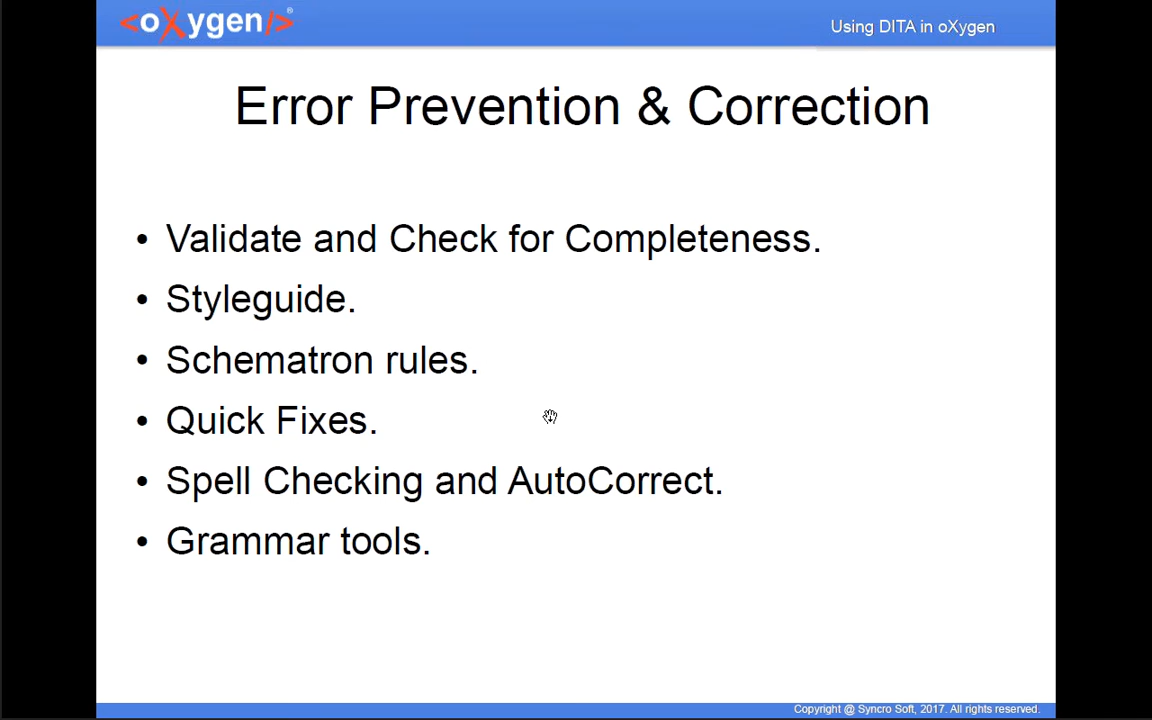 <oXygen/>®
Using DITA in oXygen
Error Prevention & Correction
• Validate and Check for Completeness.
• Styleguide.
• Schematron rules.
• Quick Fixes.
• Spell Checking and AutoCorrect.
• Grammar tools.
Copyright @ Syncro Soft, 2017. All rights reserved.